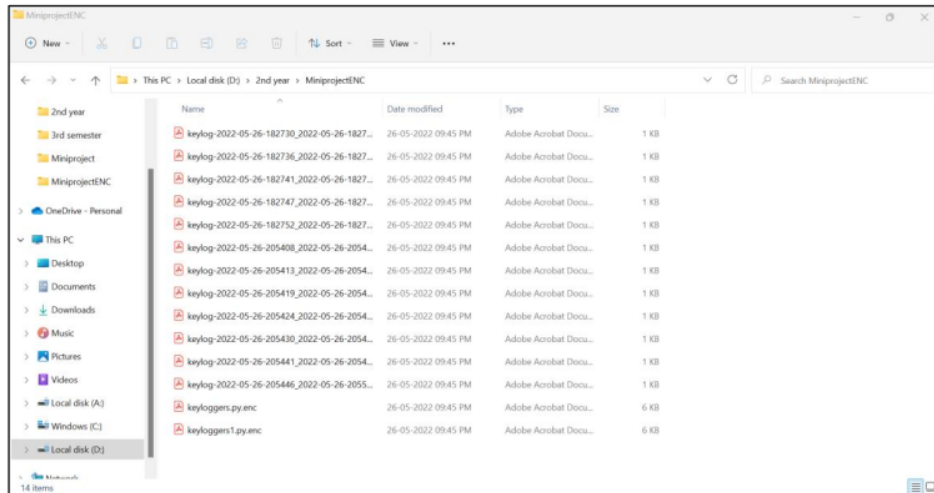 MiniprojectENC
New
Sort
View
This PC > Local disk (D:) > 2nd year > MiniprojectENC
Search MiniprojectENC
2nd year
3rd semester
Miniproject
MiniprojectENC
OneDrive - Personal
This PC
Desktop
Documents
Downloads
Music
Pictures
Videos
Local disk (A:)
Windows (C:)
Local disk (D:)
Network
14 items
Name Date modified Type Size
keylog-2022-05-26-182730_2022-05-26-1827... 26-05-2022 09:45 PM Adobe Acrobat Docu... 1 KB
keylog-2022-05-26-182736_2022-05-26-1827... 26-05-2022 09:45 PM Adobe Acrobat Docu... 1 KB
keylog-2022-05-26-182741_2022-05-26-1827... 26-05-2022 09:45 PM Adobe Acrobat Docu... 1 KB
keylog-2022-05-26-182747_2022-05-26-1827... 26-05-2022 09:45 PM Adobe Acrobat Docu... 1 KB
keylog-2022-05-26-182752_2022-05-26-1827... 26-05-2022 09:45 PM Adobe Acrobat Docu... 1 KB
keylog-2022-05-26-205408_2022-05-26-2054... 26-05-2022 09:45 PM Adobe Acrobat Docu... 1 KB
keylog-2022-05-26-205413_2022-05-26-2054... 26-05-2022 09:45 PM Adobe Acrobat Docu... 1 KB
keylog-2022-05-26-205419_2022-05-26-2054... 26-05-2022 09:45 PM Adobe Acrobat Docu... 1 KB
keylog-2022-05-26-205424_2022-05-26-2054... 26-05-2022 09:45 PM Adobe Acrobat Docu... 1 KB
keylog-2022-05-26-205430_2022-05-26-2054... 26-05-2022 09:45 PM Adobe Acrobat Docu... 1 KB
keylog-2022-05-26-205441_2022-05-26-2054... 26-05-2022 09:45 PM Adobe Acrobat Docu... 1 KB
keylog-2022-05-26-205446_2022-05-26-2055... 26-05-2022 09:45 PM Adobe Acrobat Docu... 1 KB
keyloggers.py.enc 26-05-2022 09:45 PM Adobe Acrobat Docu... 6 KB
keyloggers1.py.enc 26-05-2022 09:45 PM Adobe Acrobat Docu... 6 KB